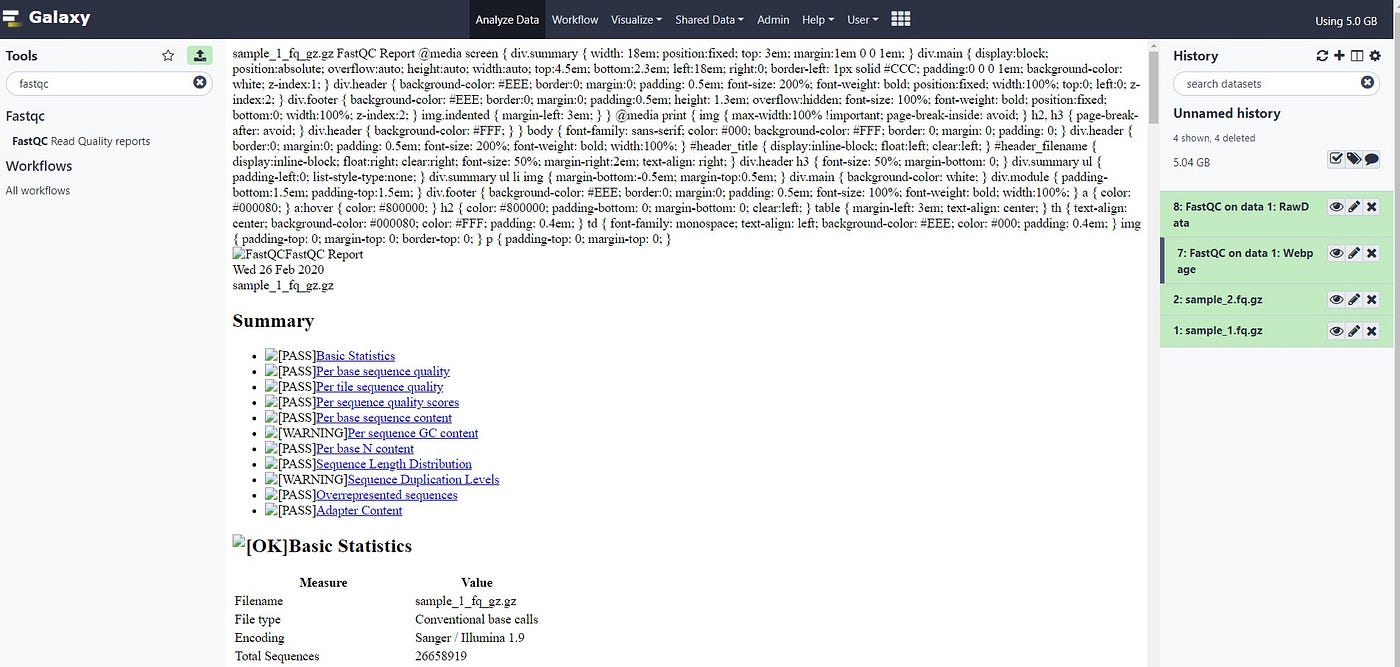 Galaxy
Analyze Data Workflow Visualize Shared Data Admin Help User
Using 5.0 GB
Tools
fastqc
Fastqc
FastQC Read Quality reports
Workflows
All workflows
sample_1_fq_gz.gz FastQC Report @media screen { div.summary { width: 18em; position:fixed; top: 3em; margin:1em 0 0 1em; } div.main { display:block;
position:absolute; overflow:auto; height:auto; width:auto; top:4.5em; bottom:2.3em; left:18em; right:0; border-left: 1px solid #CCC; padding:0 0 0 1em; background-color:
white; z-index:1; } div.header { background-color: #EEE; border:0; margin:0; padding: 0.5em; font-size: 200%; font-weight: bold; position:fixed; width:100%; top:0; left:0; z-
index:2; } div.footer { background-color: #EEE; border:0; margin:0; padding:0.5em; height: 1.3em; overflow:hidden; font-size: 100%; font-weight: bold; position:fixed;
bottom:0; width:100%; z-index:2; } img.indented { margin-left: 3em; } } @media print { img { max-width:100% !important; page-break-inside: avoid; } h2, h3 { page-break-
after: avoid; } div.header { background-color: #FFF; } } body { font-family: sans-serif; color: #000; background-color: #FFF; border: 0; margin: 0; padding: 0; } div.header {
border:0; margin:0; padding: 0.5em; font-size: 200%; font-weight: bold; width:100%; } #header_title { display:inline-block; float:left; clear:left; } #header_filename {
display:inline-block; float:right; clear:right; font-size: 50%; margin-right:2em; text-align: right; } div.header h3 { font-size: 50%; margin-bottom: 0; } div.summary ul {
padding-left:0; list-style-type:none; } div.summary ul li img { margin-bottom:-0.5em; margin-top:0.5em; } div.main { background-color: white; } div.module { padding-
bottom:1.5em; padding-top:1.5em; } div.footer { background-color: #EEE; border:0; margin:0; padding: 0.5em; font-size: 100%; font-weight: bold; width:100%; } a { color:
#000080; } a:hover { color: #800000; } h2 { color: #800000; padding-bottom: 0; margin-bottom: 0; clear:left; } table { margin-left: 3em; text-align: center; } th { text-align:
center; background-color: #000080; color: #FFF; padding: 0.4em; } td { font-family: monospace; text-align: left; background-color: #EEE; color: #000; padding: 0.4em; } img
{ padding-top: 0; margin-top: 0; border-top: 0; } p { padding-top: 0; margin-top: 0; }
FastQCFastQC Report
Wed 26 Feb 2020
sample_1_fq_gz.gz
Summary
[PASS]Basic Statistics
[PASS]Per base sequence quality
[PASS]Per tile sequence quality
[PASS]Per sequence quality scores
[PASS]Per base sequence content
[WARNING]Per sequence GC content
[PASS]Per base N content
[PASS]Sequence Length Distribution
[WARNING]Sequence Duplication Levels
[PASS]Overrepresented sequences
[PASS]Adapter Content
[OK]Basic Statistics
Measure Value
Filename sample_1_fq_gz.gz
File type Conventional base calls
Encoding Sanger / Illumina 1.9
Total Sequences 26658919
History
search datasets
Unnamed history
4 shown, 4 deleted
5.04 GB
8: FastQC on data 1: RawD
ata
7: FastQC on data 1: Webp
age
2: sample_2.fq.gz
1: sample_1.fq.gz